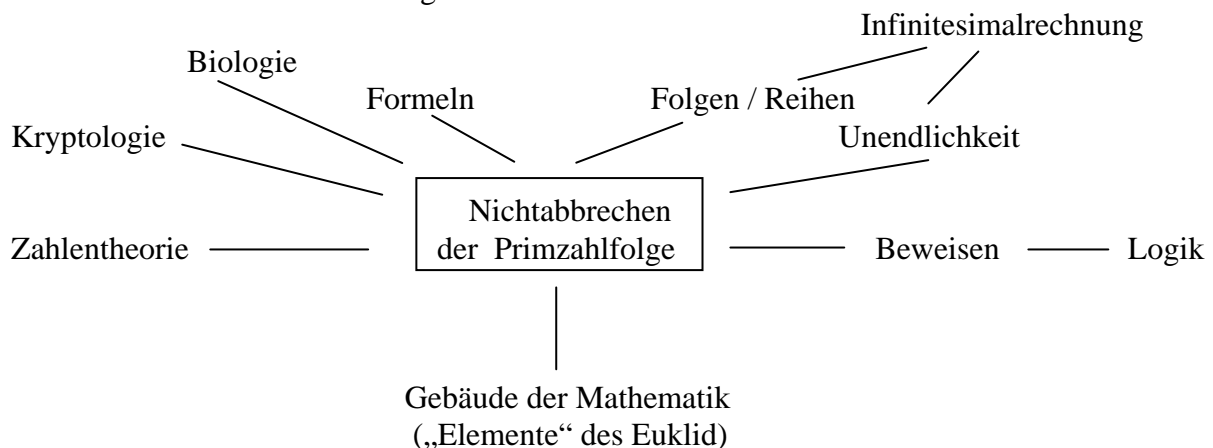 Infinitesimalrechnung
Biologie
Formeln
Folgen / Reihen
Kryptologie
Unendlichkeit
Nichtabbrechen
der Primzahlfolge
Zahlentheorie
Beweisen
Logik
Gebäude der Mathematik
(„Elemente“ des Euklid)